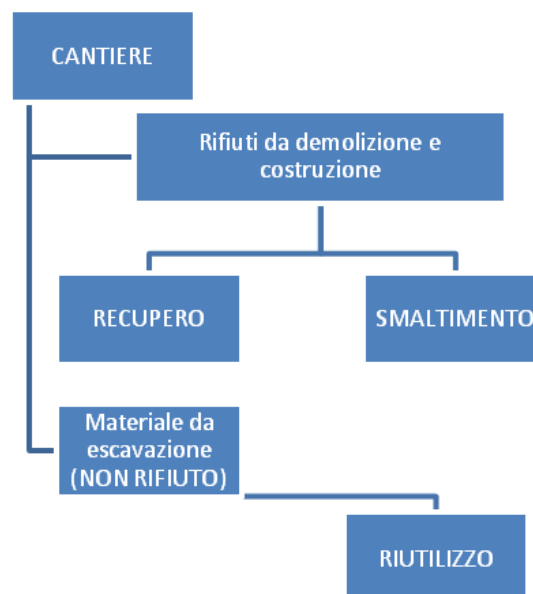 CANTIERE
Rifiuti da demolizione e
costruzione
RECUPERO
SMALTIMENTO
Materiale da
escavazione
(NON RIFIUTO)
RIUTILIZZO